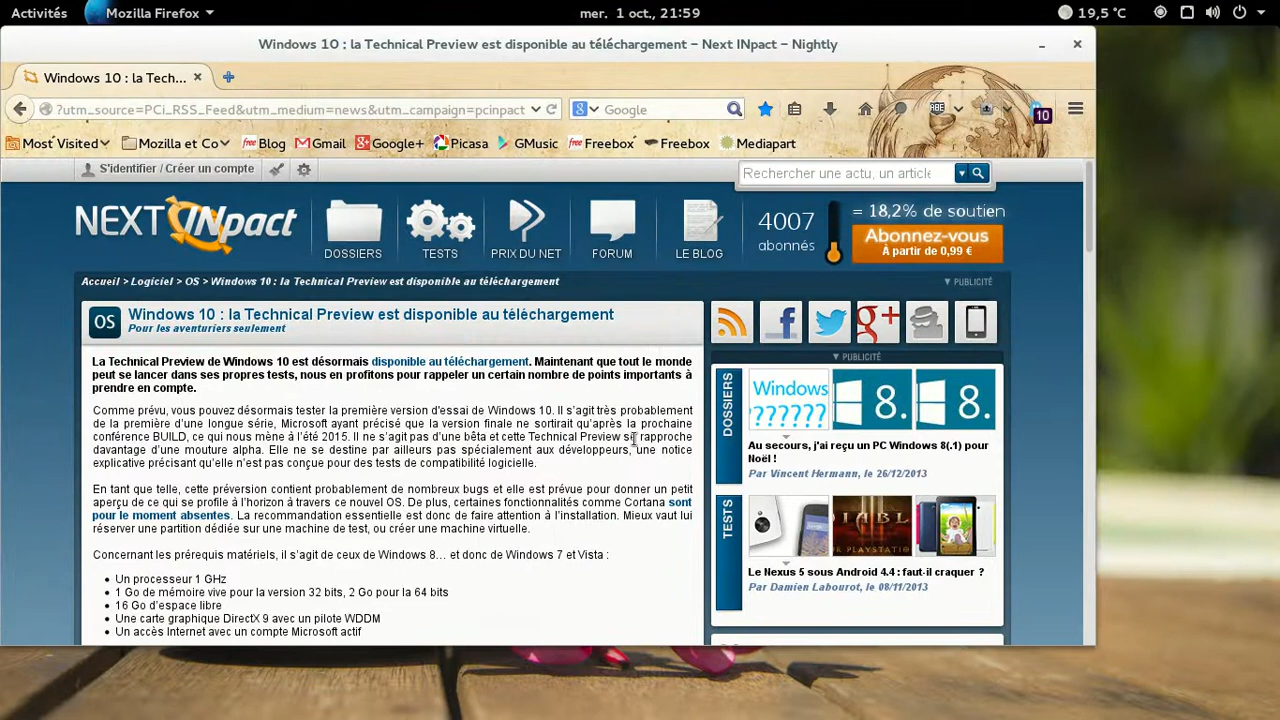 Activités Mozilla Firefox mer. 1 oct., 21:59 19,5 °C
Windows 10 : la Technical Preview est disponible au téléchargement – Next INpact – Nightly
Windows 10 : la Tech...
?utm_source=PCi_RSS_Feed&utm_medium=news&utm_campaign=pcinpact Google ABE 10
Most Visited Mozilla et Co Blog Gmail Google+ Picasa GMusic Freebox Freebox Mediapart
S'identifier / Créer un compte
Rechercher une actu, un article
NEXT INpact
DOSSIERS TESTS PRIX DU NET FORUM LE BLOG
4007
abonnés
= 18,2% de soutien
Abonnez-vous
À partir de 0,99 €
Accueil > Logiciel > OS > Windows 10 : la Technical Preview est disponible au téléchargement
PUBLICITÉ
OS
Windows 10 : la Technical Preview est disponible au téléchargement
Pour les aventuriers seulement
La Technical Preview de Windows 10 est désormais disponible au téléchargement. Maintenant que tout le monde
peut se lancer dans ses propres tests, nous en profitons pour rappeler un certain nombre de points importants à
prendre en compte.
Comme prévu, vous pouvez désormais tester la première version d'essai de Windows 10. Il s'agit très probablement
de la première d'une longue série, Microsoft ayant précisé que la version finale ne sortirait qu'après la prochaine
conférence BUILD, ce qui nous mène à l'été 2015. Il ne s'agit pas d'une bêta et cette Technical Preview se rapproche
davantage d'une mouture alpha. Elle ne se destine par ailleurs pas spécialement aux développeurs, une notice
explicative précisant qu'elle n'est pas conçue pour des tests de compatibilité logicielle.
En tant que telle, cette préversion contient probablement de nombreux bugs et elle est prévue pour donner un petit
aperçu de ce qui se profile à l'horizon à travers ce nouvel OS. De plus, certaines fonctionnalités comme Cortana sont
pour le moment absentes. La recommandation essentielle est donc de faire attention à l'installation. Mieux vaut lui
réserver une partition dédiée sur une machine de test, ou créer une machine virtuelle.
Concernant les prérequis matériels, il s'agit de ceux de Windows 8... et donc de Windows 7 et Vista :
• Un processeur 1 GHz
• 1 Go de mémoire vive pour la version 32 bits, 2 Go pour la 64 bits
• 16 Go d'espace libre
• Une carte graphique DirectX 9 avec un pilote WDDM
• Un accès Internet avec un compte Microsoft actif
g+
PUBLICITÉ
DOSSIERS
Windows
??????? 8. 8.
Au secours, j'ai reçu un PC Windows 8(.1) pour
Noël !
Par Vincent Hermann, le 26/12/2013
TESTS
DIABLO
Le Nexus 5 sous Android 4.4 : faut-il craquer ?
Par Damien Labourot, le 08/11/2013